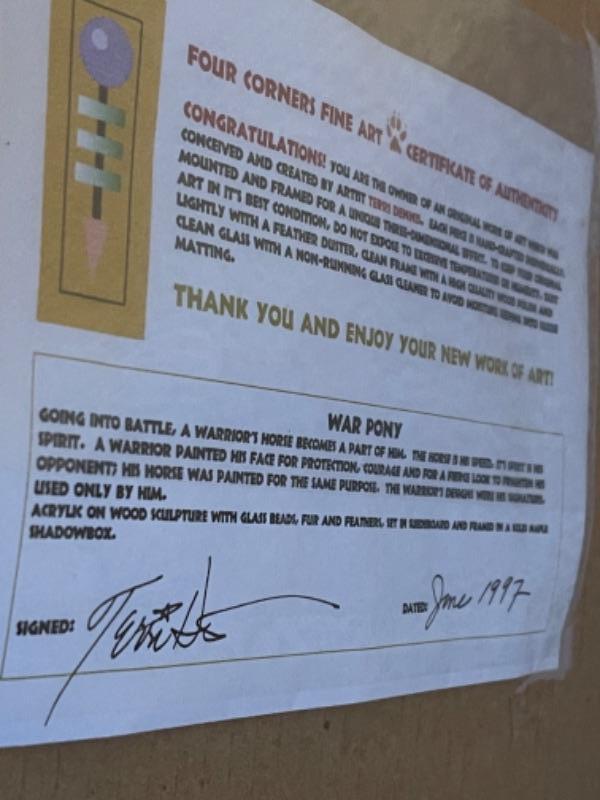 FOUR CORNERS FINE ART CERTIFICATE OF AUTHENTICITY
CONGRATULATIONS! YOU ARE THE OWNER OF AN ORIGINAL WORK OF ART WHICH WAS
CONCEIVED AND CREATED BY ARTIST TERRI DENNIS. EACH PIECE IS HAND-CRAFTED INDIVIDUALLY,
MOUNTED AND FRAMED FOR A UNIQUE THREE-DIMENSIONAL EFFECT. TO KEEP YOUR ORIGINAL
ART IN IT'S BEST CONDITION, DO NOT EXPOSE TO EXCESSIVE TEMPERATURES OR HUMIDITY. DUST
LIGHTLY WITH A FEATHER DUSTER, CLEAN FRAME WITH A HIGH QUALITY WOOD POLISH AND
CLEAN GLASS WITH A NON-RUNNING GLASS CLEANER TO AVOID MOISTURE SEEPING INTO
MATTING.
THANK YOU AND ENJOY YOUR NEW WORK OF ART!
WAR PONY
GOING INTO BATTLE, A WARRIOR'S HORSE BECOMES A PART OF HIM. THE HORSE IS HIS SPEED, IT'S SPIRIT IS HIS
SPIRIT. A WARRIOR PAINTED HIS FACE FOR PROTECTION, COURAGE AND FOR A FIERCE LOOK TO FRIGHTEN HIS
OPPONENT; HIS HORSE WAS PAINTED FOR THE SAME PURPOSE. THE WARRIOR'S DESIGNS WERE HIS SIGNATURE,
USED ONLY BY HIM.
ACRYLIC ON WOOD SCULPTURE WITH GLASS BEADS, FUR AND FEATHERS, SET IN SUEDEBOARD AND FRAMED IN A SOLID MAPLE
SHADOWBOX.
SIGNED: Terri
DATED: June 1997